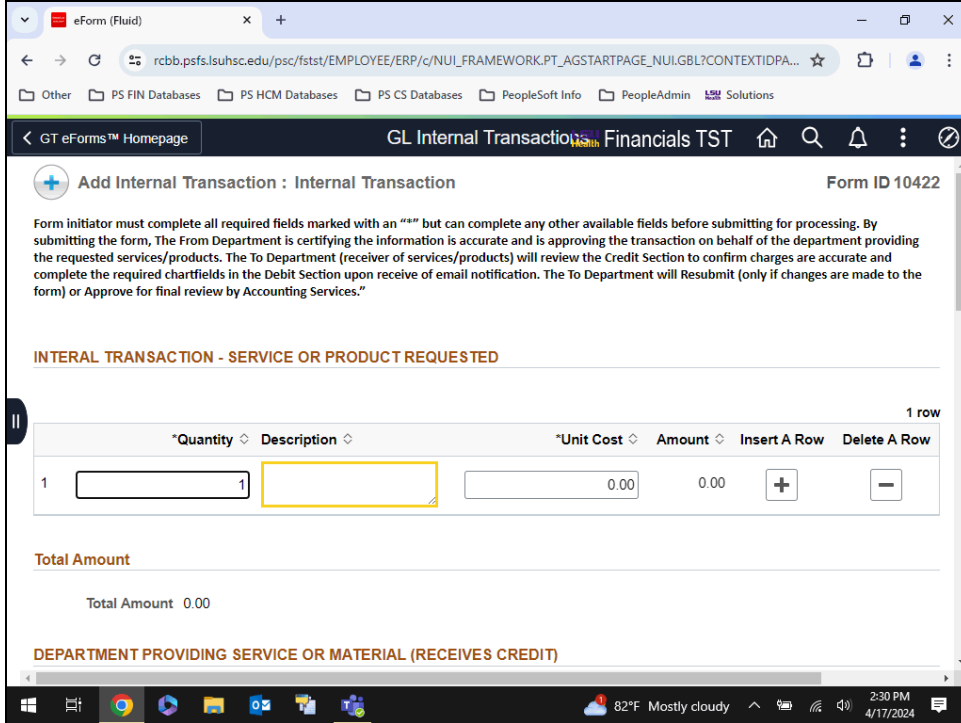 eForm (Fluid)
rcbb.psfs.lsuhsc.edu/psc/fstst/EMPLOYEE/ERP/c/NUI_FRAMEWORK.PT_AGSTARTPAGE_NUI.GBL?CONTEXTIDPA...
Other PS FIN Databases PS HCM Databases PS CS Databases PeopleSoft Info PeopleAdmin LSU Solutions
GT eForms™ Homepage GL Internal Transactions LSU Health Financials TST
Add Internal Transaction : Internal Transaction Form ID 10422
Form initiator must complete all required fields marked with an “*” but can complete any other available fields before submitting for processing. By
submitting the form, The From Department is certifying the information is accurate and is approving the transaction on behalf of the department providing
the requested services/products. The To Department (receiver of services/products) will review the Credit Section to confirm charges are accurate and
complete the required chartfields in the Debit Section upon receive of email notification. The To Department will Resubmit (only if changes are made to the
form) or Approve for final review by Accounting Services.”
INTERAL TRANSACTION - SERVICE OR PRODUCT REQUESTED
1 row
*Quantity Description *Unit Cost Amount Insert A Row Delete A Row
1 1 0.00 0.00
Total Amount
Total Amount 0.00
DEPARTMENT PROVIDING SERVICE OR MATERIAL (RECEIVES CREDIT)
82°F Mostly cloudy 2:30 PM
4/17/2024